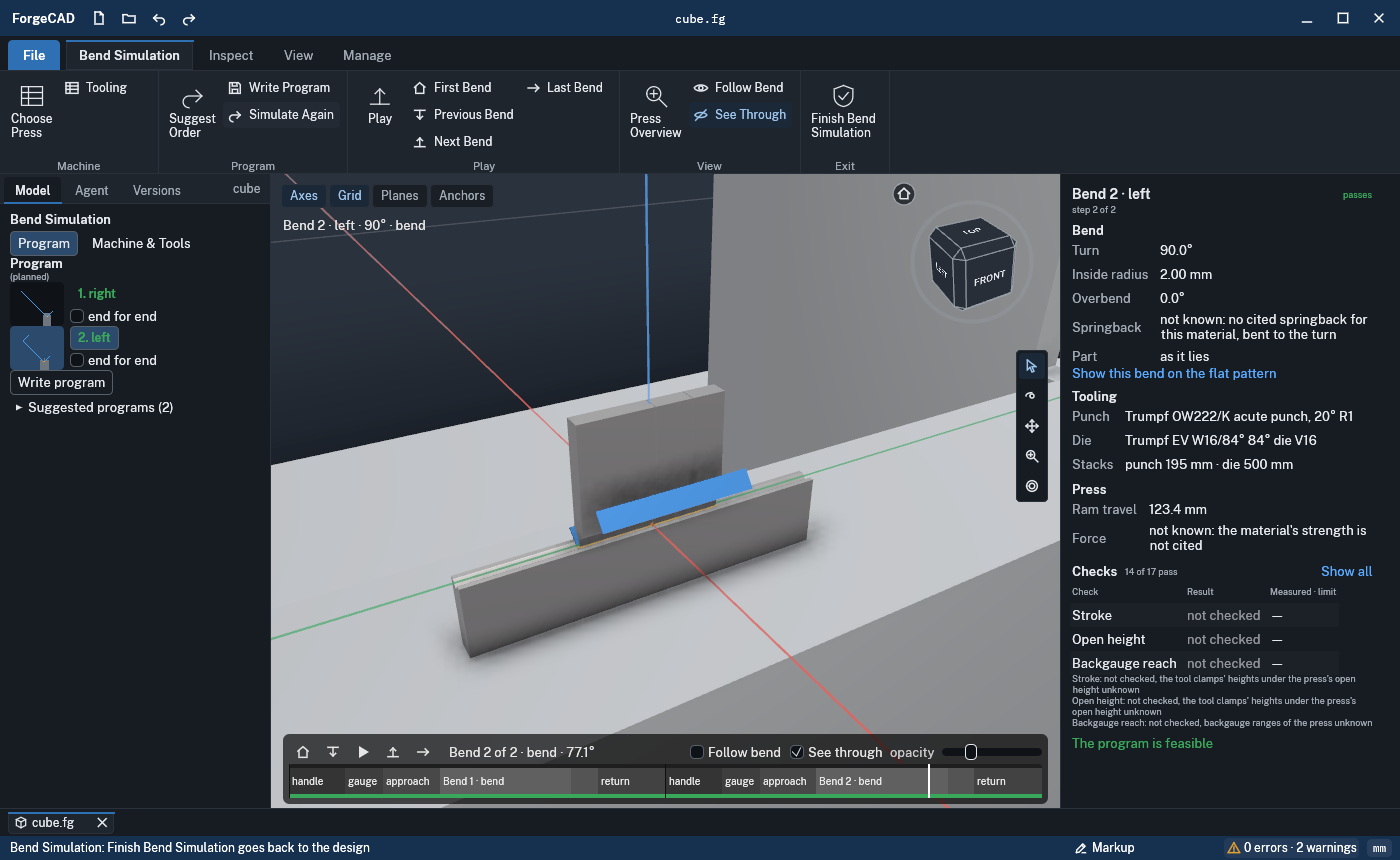 ForgeCAD
cube.fg
File
Bend Simulation
Inspect
View
Manage
Choose Press
Tooling
Machine
Suggest Order
Write Program
Simulate Again
Program
Play
First Bend
Previous Bend
Next Bend
Last Bend
Play
Press Overview
Follow Bend
See Through
View
Finish Bend Simulation
Exit
Model
Agent
Versions
cube
Bend Simulation
Program
Machine & Tools
Program
(planned)
1. right
end for end
2. left
end for end
Write program
Suggested programs (2)
Axes
Grid
Planes
Anchors
Bend 2 · left · 90° · bend
TOP
LEFT
FRONT
Bend 2 of 2 · bend · 77.1°
Follow bend
See through
opacity
handle
gauge
approach
Bend 1 · bend
return
handle
gauge
approach
Bend 2 · bend
return
Bend 2 · left
passes
step 2 of 2
Bend
Turn 90.0°
Inside radius 2.00 mm
Overbend 0.0°
Springback not known: no cited springback for
this material, bent to the turn
Part as it lies
Show this bend on the flat pattern
Tooling
Punch Trumpf OW222/K acute punch, 20° R1
Die Trumpf EV W16/84° 84° die V16
Stacks punch 195 mm · die 500 mm
Press
Ram travel 123.4 mm
Force not known: the material's strength is
not cited
Checks 14 of 17 pass Show all
Check Result Measured · limit
Stroke not checked —
Open height not checked —
Backgauge reach not checked —
Stroke: not checked, the tool clamps' heights under the press's open
height unknown
Open height: not checked, the tool clamps' heights under the press's
open height unknown
Backgauge reach: not checked, backgauge ranges of the press unknown
The program is feasible
cube.fg
Bend Simulation: Finish Bend Simulation goes back to the design
Markup
0 errors · 2 warnings
mm